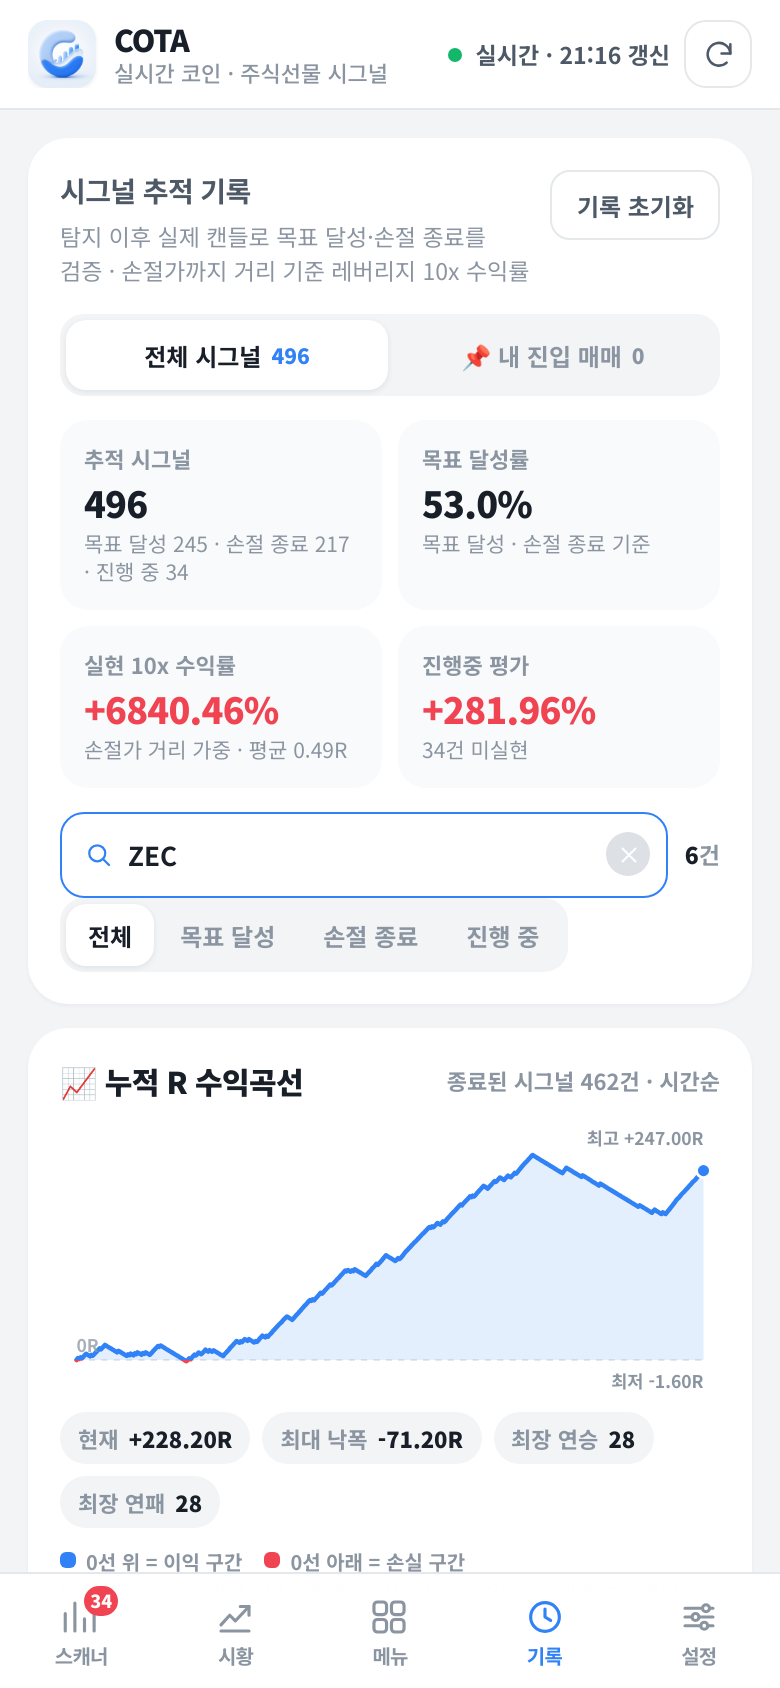 COTA
실시간 코인 · 주식선물 시그널
실시간 · 21:16 갱신
시그널 추적 기록
기록 초기화
탐지 이후 실제 캔들로 목표 달성·손절 종료를
검증 · 손절가까지 거리 기준 레버리지 10x 수익률
전체 시그널 496
📌 내 진입 매매 0
추적 시그널
496
목표 달성 245 · 손절 종료 217
· 진행 중 34
목표 달성률
53.0%
목표 달성 · 손절 종료 기준
실현 10x 수익률
+6840.46%
손절가 거리 가중 · 평균 0.49R
진행중 평가
+281.96%
34건 미실현
ZEC
6건
전체
목표 달성
손절 종료
진행 중
📈 누적 R 수익곡선
종료된 시그널 462건 · 시간순
최고 +247.00R
0R
최저 -1.60R
현재 +228.20R
최대 낙폭 -71.20R
최장 연승 28
최장 연패 28
0선 위 = 이익 구간
0선 아래 = 손실 구간
34
스캐너
시황
메뉴
기록
설정